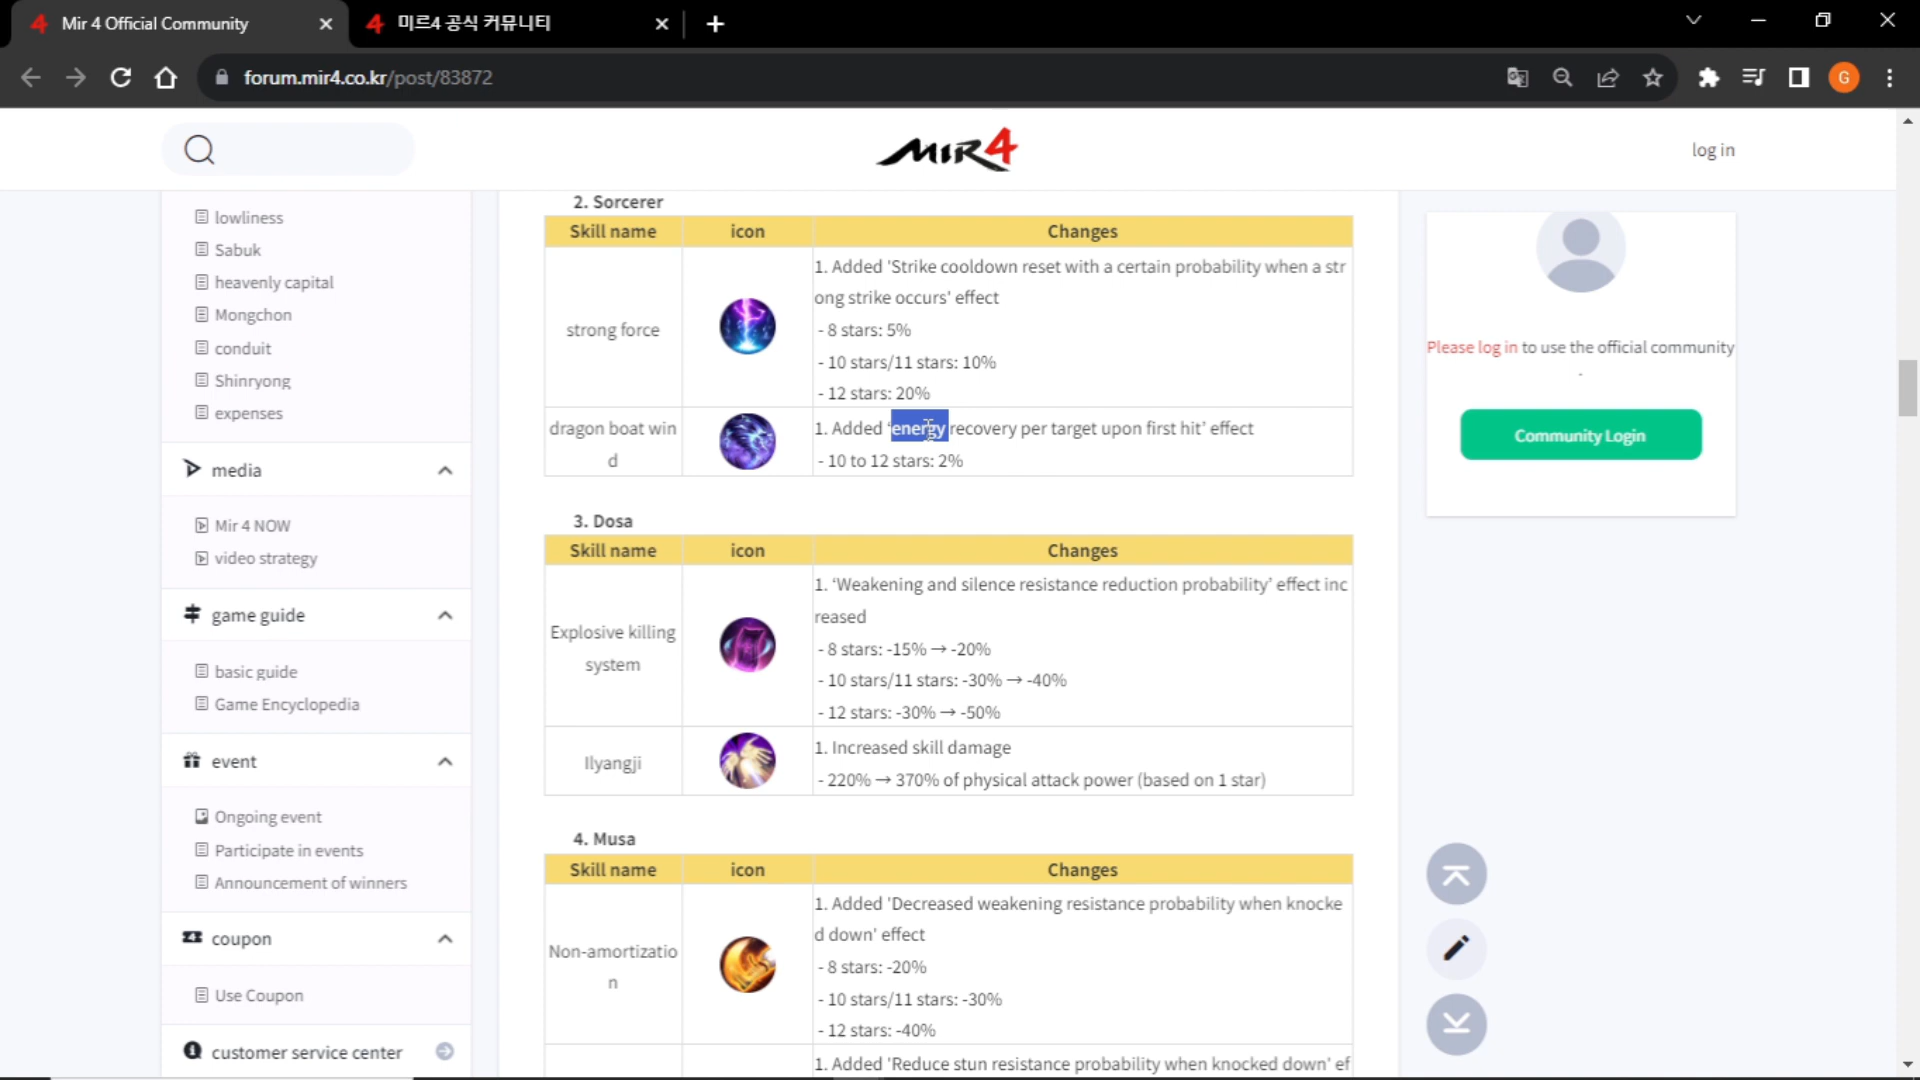 Mir 4 Official Community
미르4 공식 커뮤니티
forum.mir4.co.kr/post/83872
G
MIR4
log in
lowliness
Sabuk
heavenly capital
Mongchon
conduit
Shinryong
expenses
media
Mir 4 NOW
video strategy
game guide
basic guide
Game Encyclopedia
event
Ongoing event
Participate in events
Announcement of winners
coupon
Use Coupon
customer service center
2. Sorcerer
Skill name icon Changes
strong force
1. Added 'Strike cooldown reset with a certain probability when a str
ong strike occurs' effect
- 8 stars: 5%
- 10 stars/11 stars: 10%
- 12 stars: 20%
dragon boat win
d
1. Added 'energy recovery per target upon first hit' effect
- 10 to 12 stars: 2%
3. Dosa
Skill name icon Changes
Explosive killing
system
1. 'Weakening and silence resistance reduction probability' effect inc
reased
- 8 stars: -15% → -20%
- 10 stars/11 stars: -30% → -40%
- 12 stars: -30% → -50%
Ilyangji
1. Increased skill damage
- 220% → 370% of physical attack power (based on 1 star)
4. Musa
Skill name icon Changes
Non-amortizatio
n
1. Added 'Decreased weakening resistance probability when knocke
d down' effect
- 8 stars: -20%
- 10 stars/11 stars: -30%
- 12 stars: -40%
1. Added 'Reduce stun resistance probability when knocked down' ef
Please log in to use the official community
.
Community Login